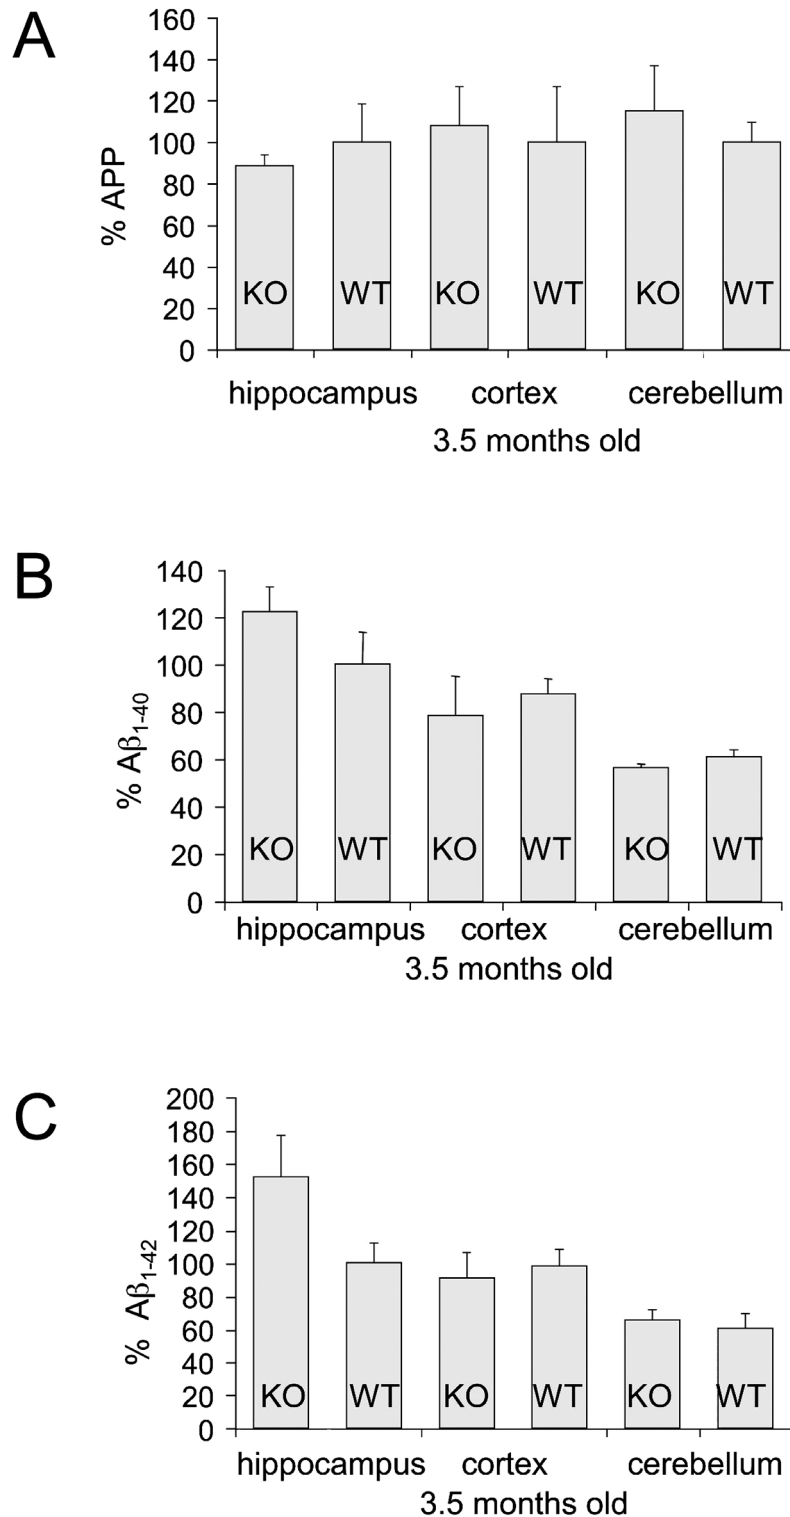 A
% APP
160
140
120
100
80
60
40
20
0
KO WT KO WT KO WT
hippocampus cortex cerebellum
3.5 months old
B
% Aβ1-40
140
120
100
80
60
40
20
0
KO WT KO WT KO WT
hippocampus cortex cerebellum
3.5 months old
C
% Aβ1-42
200
180
160
140
120
100
80
60
40
20
0
KO WT KO WT KO WT
hippocampus cortex cerebellum
3.5 months old